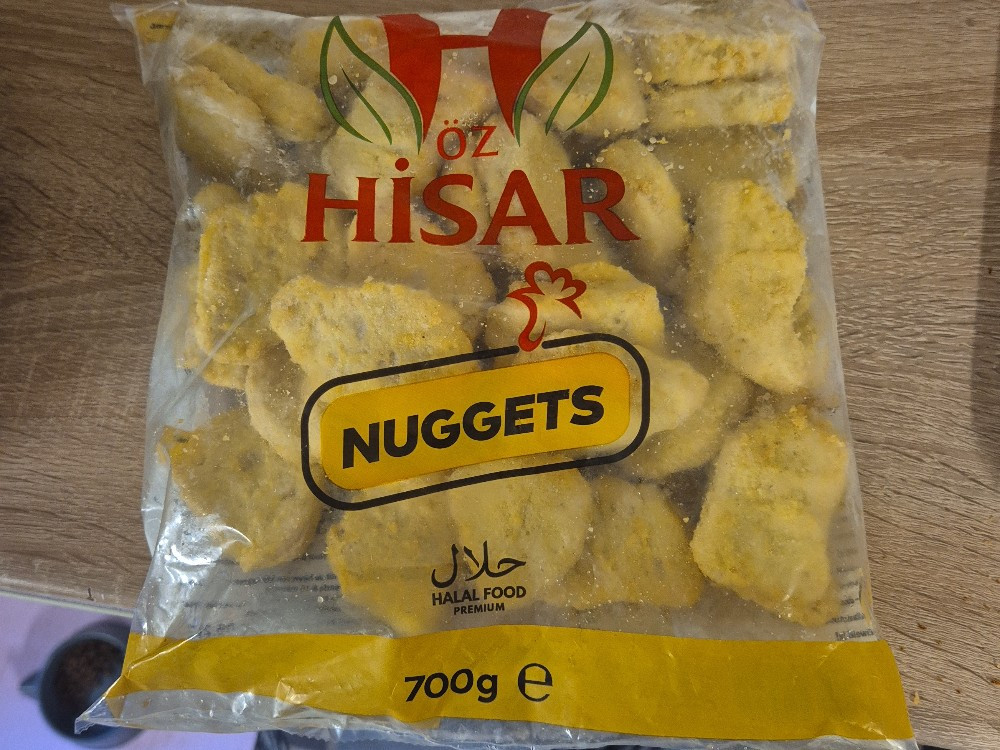 H
ÖZ
HİSAR
NUGGETS
حلال
HALAL FOOD
PREMIUM
700g ℮